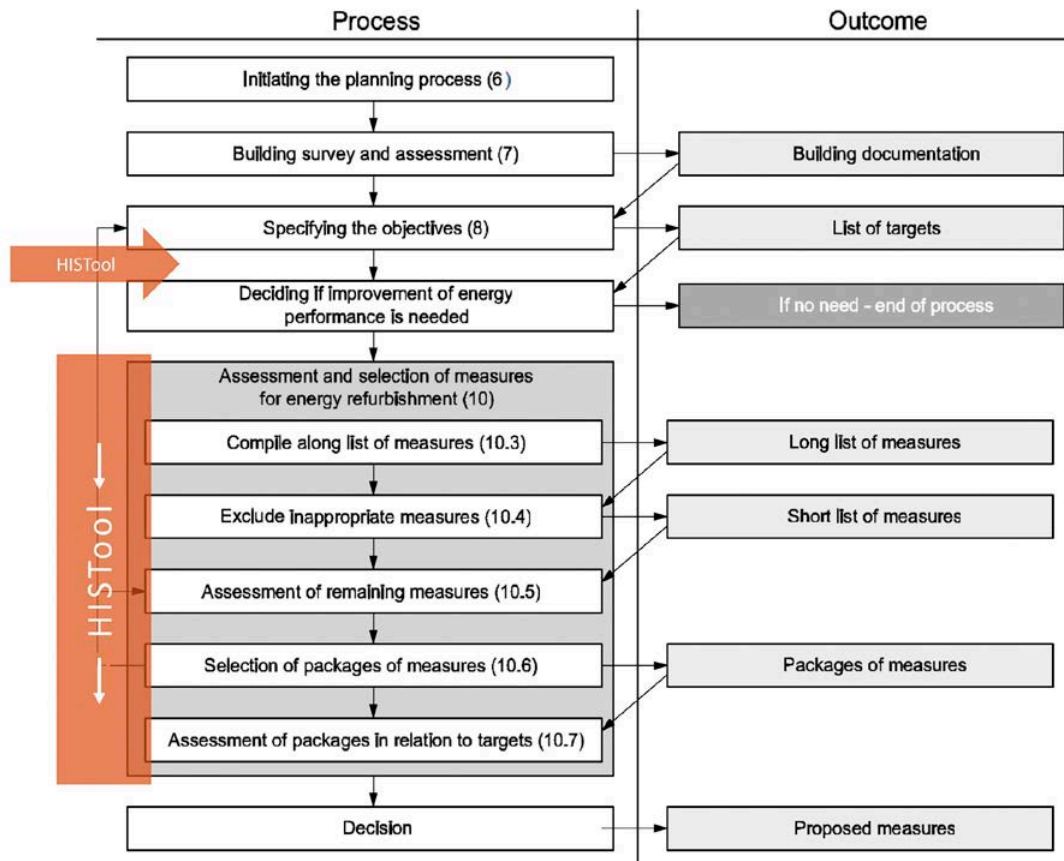 Process
Outcome
Initiating the planning process (6)
Building survey and assessment (7)
Building documentation
Specifying the objectives (8)
List of targets
HISTool
Deciding if improvement of energy
performance is needed
If no need - end of process
Assessment and selection of measures
for energy refurbishment (10)
Compile along list of measures (10.3)
Long list of measures
Exclude inappropriate measures (10.4)
Short list of measures
HISTool
Assessment of remaining measures (10.5)
Selection of packages of measures (10.6)
Packages of measures
Assessment of packages in relation to targets (10.7)
Decision
Proposed measures